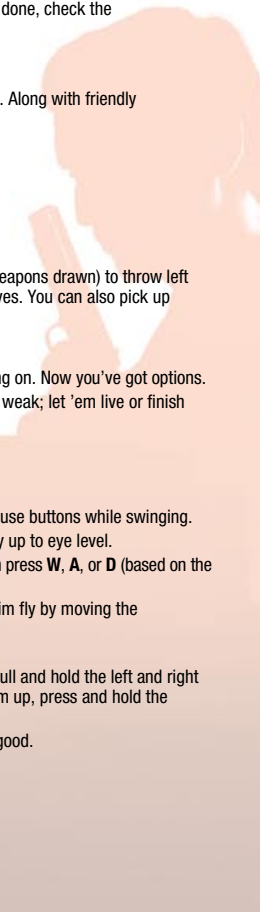 done, check the
. Along with friendly
eapons drawn) to throw left
ves. You can also pick up
ng on. Now you’ve got options.
weak; let ’em live or finish
use buttons while swinging.
y up to eye level.
press W, A, or D (based on the
im fly by moving the
ull and hold the left and right
m up, press and hold the
good.